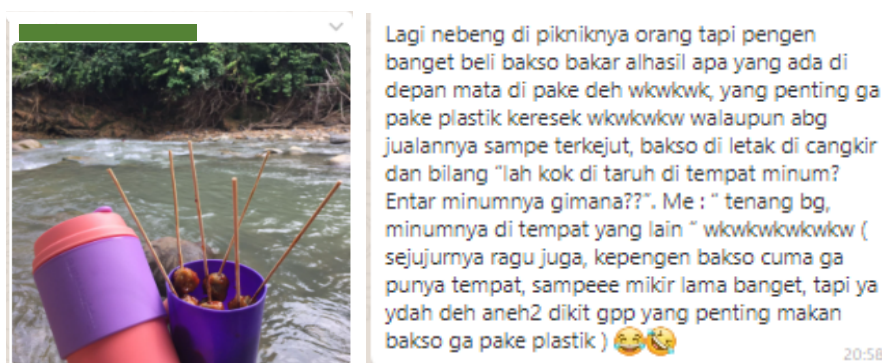 Lagi nebeng di pikniknya orang tapi pengen
banget beli bakso bakar alhasil apa yang ada di
depan mata di pake deh wkwkwk, yang penting ga
pake plastik keresek wkwkwkw walaupun abg
jualannya sampe terkejut, bakso di letak di cangkir
dan bilang "lah kok di taruh di tempat minum?
Entar minumnya gimana??". Me : " tenang bg,
minumnya di tempat yang lain " wkwkwkwkwkw (
sejujurnya ragu juga, kepengen bakso cuma ga
punya tempat, sampeee mikir lama banget, tapi ya
ydah deh aneh2 dikit gpp yang penting makan
bakso ga pake plastik ) 😂🤣
20:58